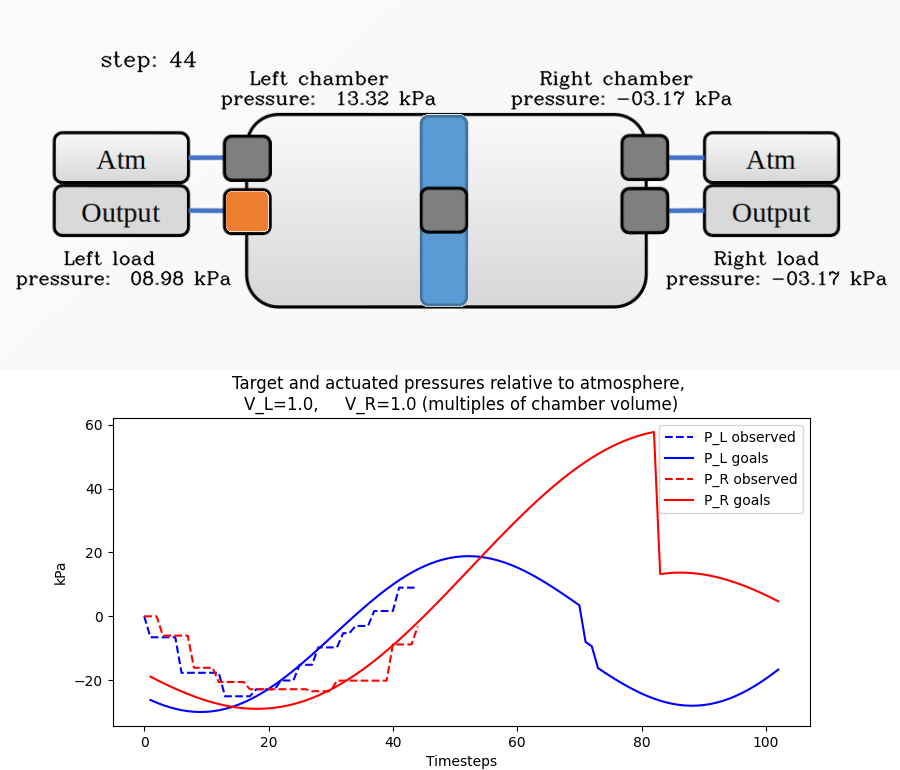 step: 44
Left chamber
pressure: 13.32 kPa
Right chamber
pressure: −03.17 kPa
Atm
Output
Atm
Output
Left load
pressure: 08.98 kPa
Right load
pressure: −03.17 kPa
Target and actuated pressures relative to atmosphere,
V_L=1.0, V_R=1.0 (multiples of chamber volume)
60
40
20
0
−20
kPa
P_L observed
P_L goals
P_R observed
P_R goals
0 20 40 60 80 100
Timesteps